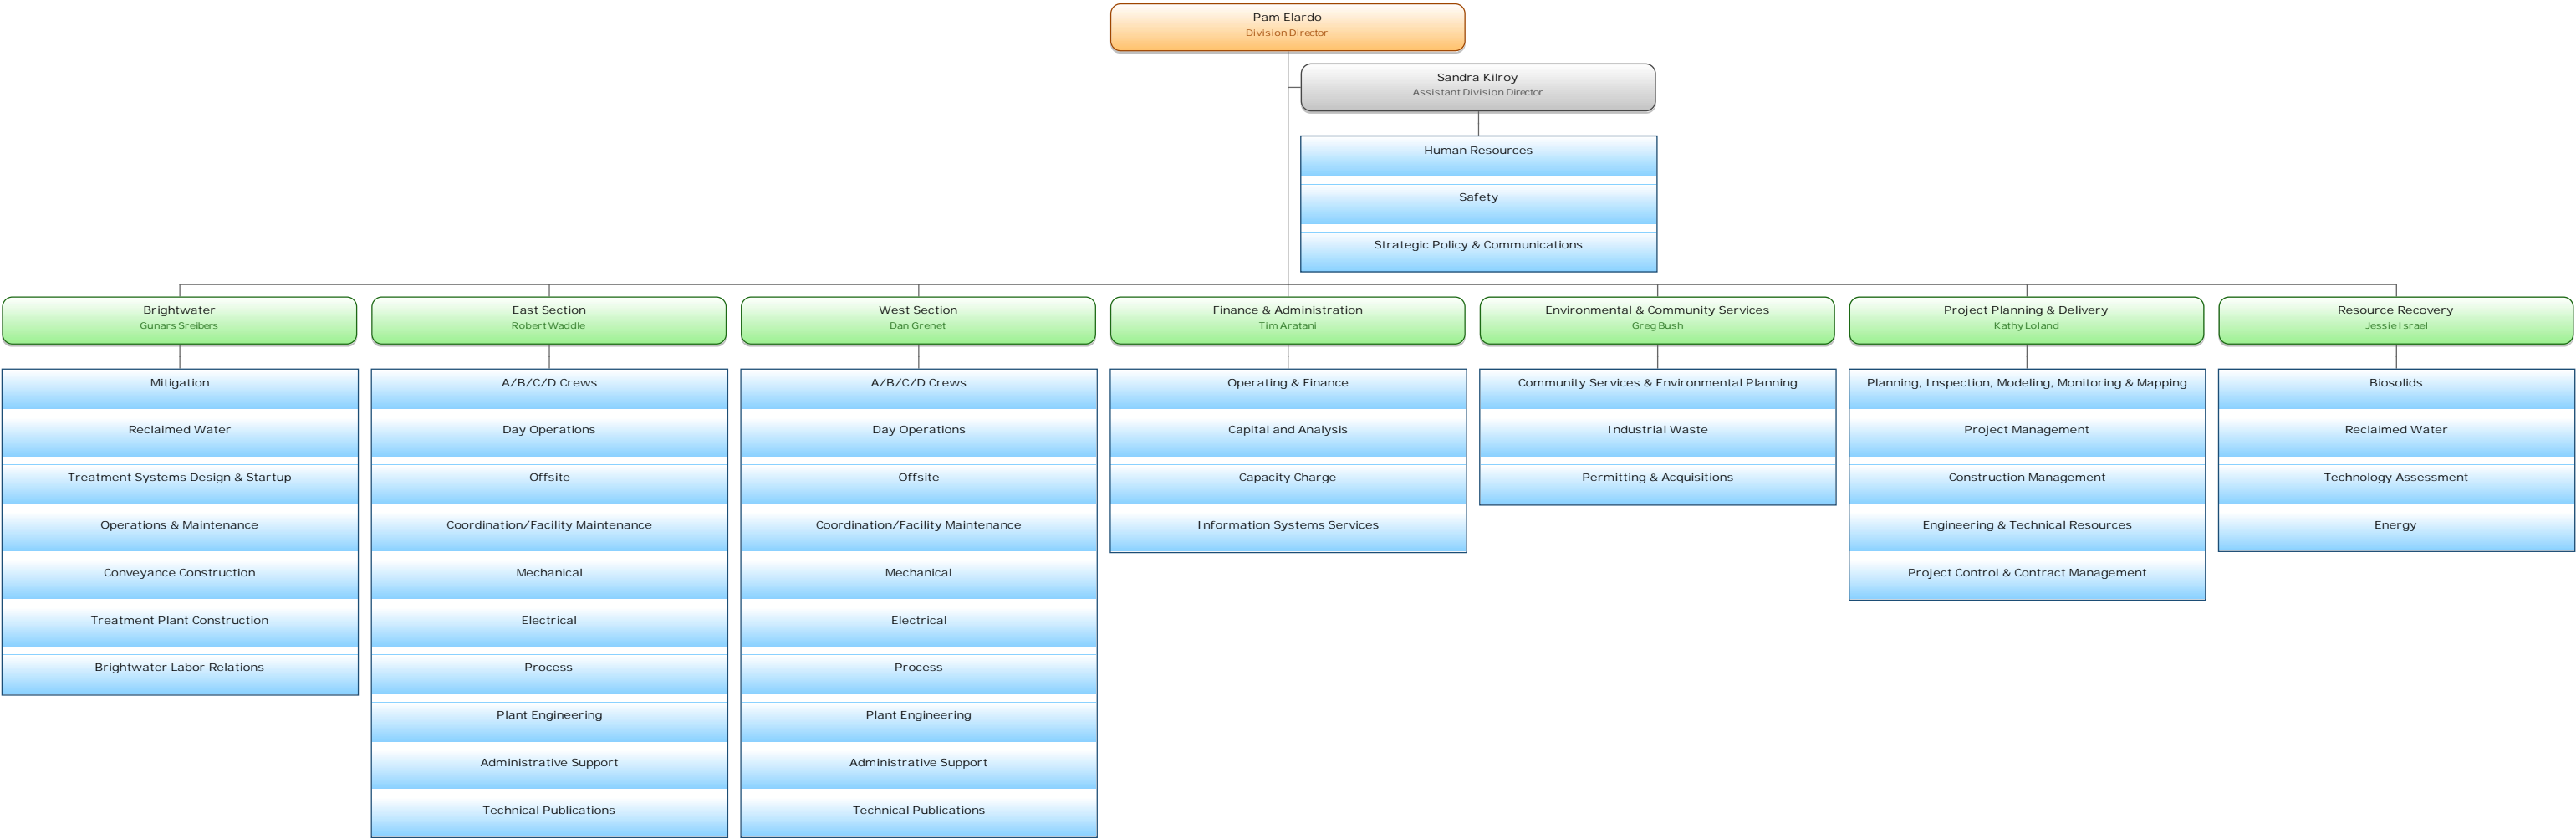 Pam Elardo
Division Director
Sandra Kilroy
Assistant Division Director
Human Resources
Safety
Strategic Policy & Communications
Brightwater
Gunars Sreibers
Mitigation
Reclaimed Water
Treatment Systems Design & Startup
Operations & Maintenance
Conveyance Construction
Treatment Plant Construction
Brightwater Labor Relations
East Section
Robert Waddle
A/B/C/D Crews
Day Operations
Offsite
Coordination/Facility Maintenance
Mechanical
Electrical
Process
Plant Engineering
Administrative Support
Technical Publications
West Section
Dan Grenet
A/B/C/D Crews
Day Operations
Offsite
Coordination/Facility Maintenance
Mechanical
Electrical
Process
Plant Engineering
Administrative Support
Technical Publications
Finance & Administration
Tim Aratani
Operating & Finance
Capital and Analysis
Capacity Charge
Information Systems Services
Environmental & Community Services
Greg Bush
Community Services & Environmental Planning
Industrial Waste
Permitting & Acquisitions
Project Planning & Delivery
Kathy Loland
Planning, Inspection, Modeling, Monitoring & Mapping
Project Management
Construction Management
Engineering & Technical Resources
Project Control & Contract Management
Resource Recovery
Jessie Israel
Biosolids
Reclaimed Water
Technology Assessment
Energy